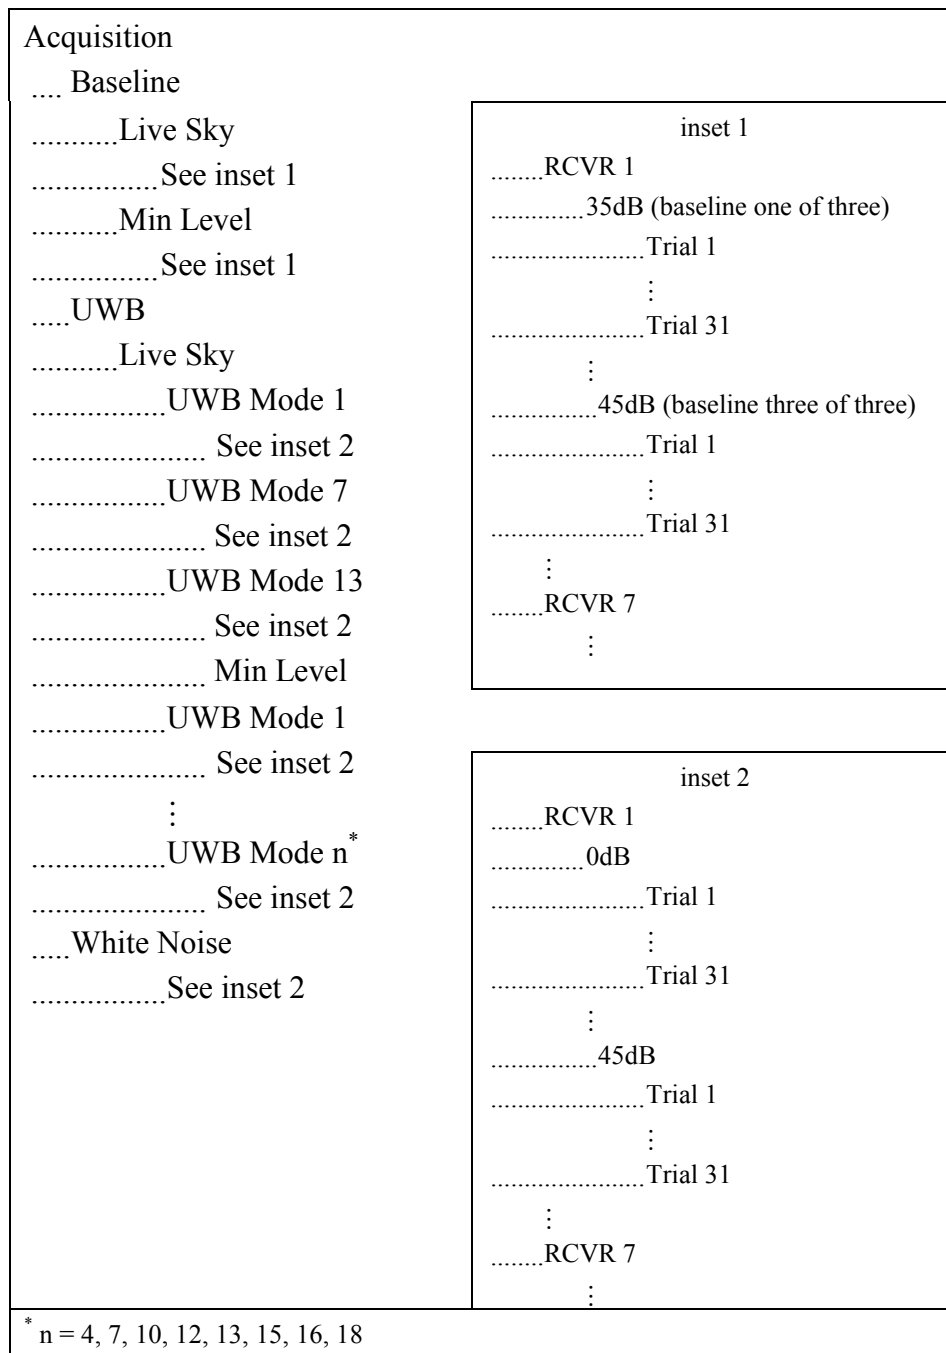 Acquisition
.... Baseline
...........Live Sky
................See inset 1
...........Min Level
................See inset 1
.....UWB
...........Live Sky
.................UWB Mode 1
...................... See inset 2
.................UWB Mode 7
...................... See inset 2
.................UWB Mode 13
...................... See inset 2
...................... Min Level
.................UWB Mode 1
...................... See inset 2
⋮
.................UWB Mode n*
...................... See inset 2
.....White Noise
.................See inset 2
inset 1
........RCVR 1
..............35dB (baseline one of three)
.......................Trial 1
⋮
.......................Trial 31
⋮
................45dB (baseline three of three)
.......................Trial 1
⋮
.......................Trial 31
⋮
........RCVR 7
⋮
inset 2
........RCVR 1
..............0dB
.......................Trial 1
⋮
.......................Trial 31
⋮
................45dB
.......................Trial 1
⋮
.......................Trial 31
⋮
........RCVR 7
⋮
* n = 4, 7, 10, 12, 13, 15, 16, 18